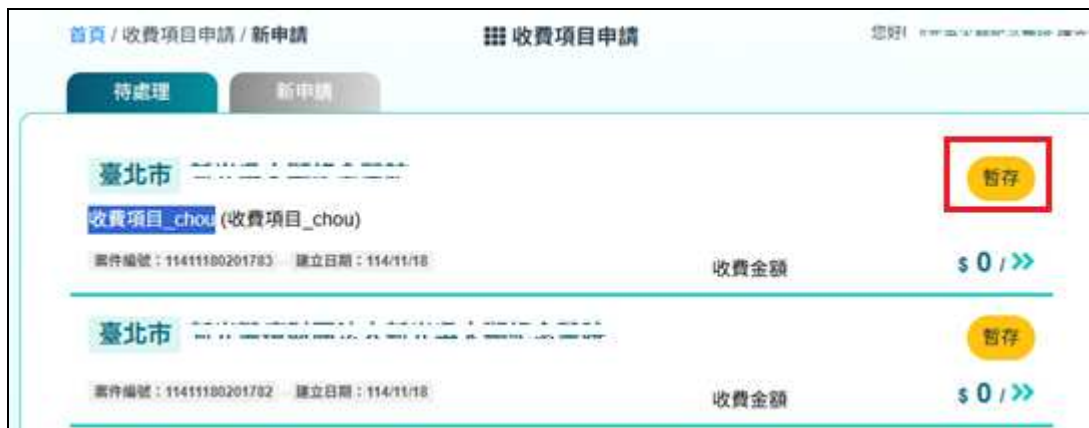 首頁 / 收費項目申請 / 新申請
收費項目申請
您好!
待處理
新申請
臺北市
暫存
收費項目_chou (收費項目_chou)
案件編號：11411180201783 建立日期：114/11/18
收費金額
$ 0 / >>
臺北市
暫存
案件編號：11411180201782 建立日期：114/11/18
收費金額
$ 0 / >>